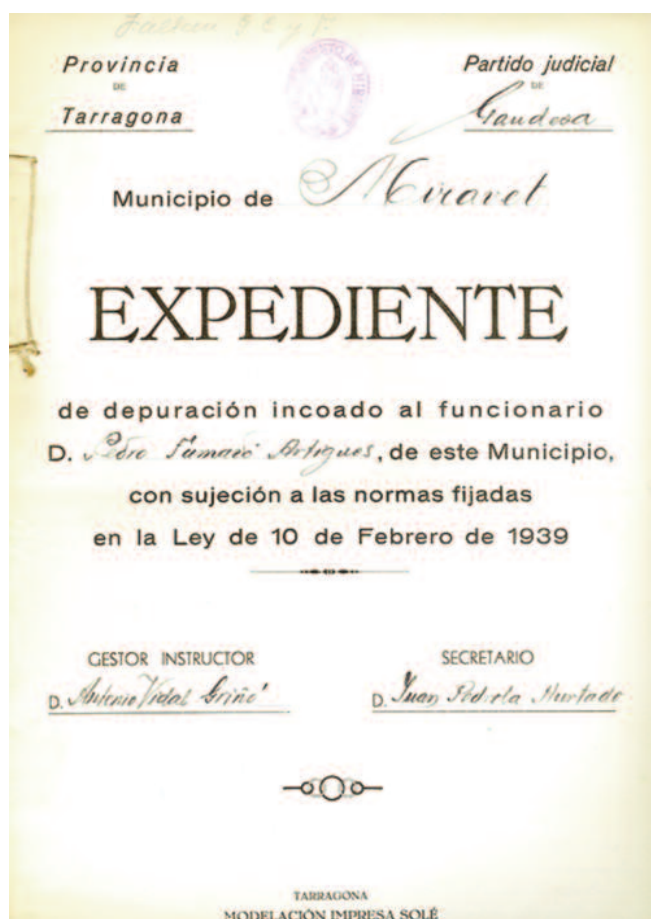 Faltan 5 E y F
Provincia
DE
Tarragona
Partido judicial
DE
Gandesa
Municipio de Miravet
EXPEDIENTE
de depuración incoado al funcionario
D. Pedro Artigues, de este Municipio,
con sujeción a las normas fijadas
en la Ley de 10 de Febrero de 1939
GESTOR INSTRUCTOR
D. Antonio Vidal Griñó
SECRETARIO
D. Juan Pedrola Hurtado
TARRAGONA
MODELACIÓN IMPRESA SOLÉ